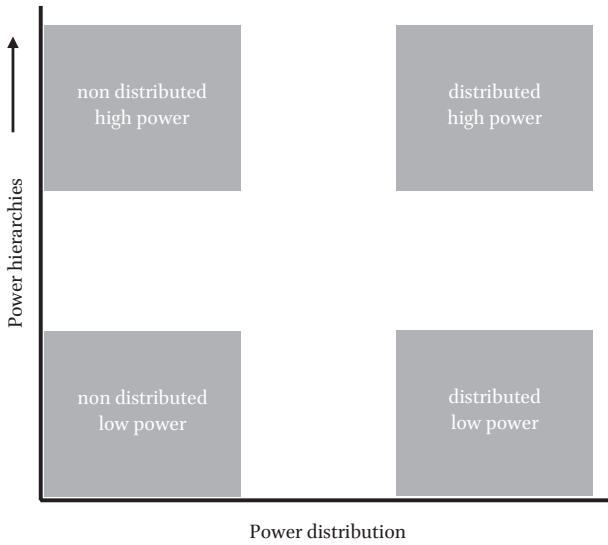 non distributed
high power
distributed
high power
Power hierarchies
non distributed
low power
distributed
low power
Power distribution